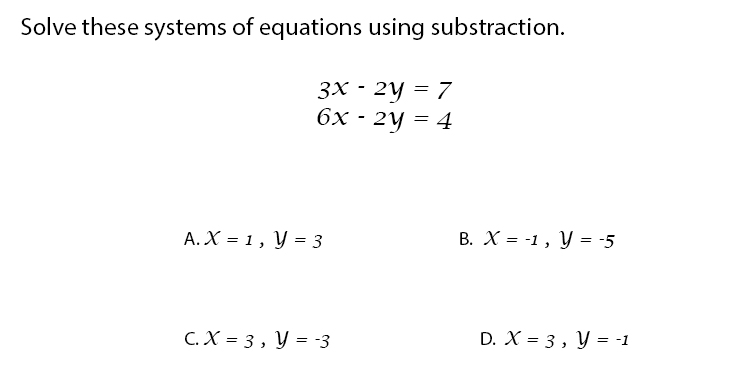 Solve these systems of equations using substraction.
3x - 2y = 7
6x - 2y = 4
A. X = 1 , y = 3
B. X = -1 , y = -5
C. X = 3 , y = -3
D. X = 3 , y = -1